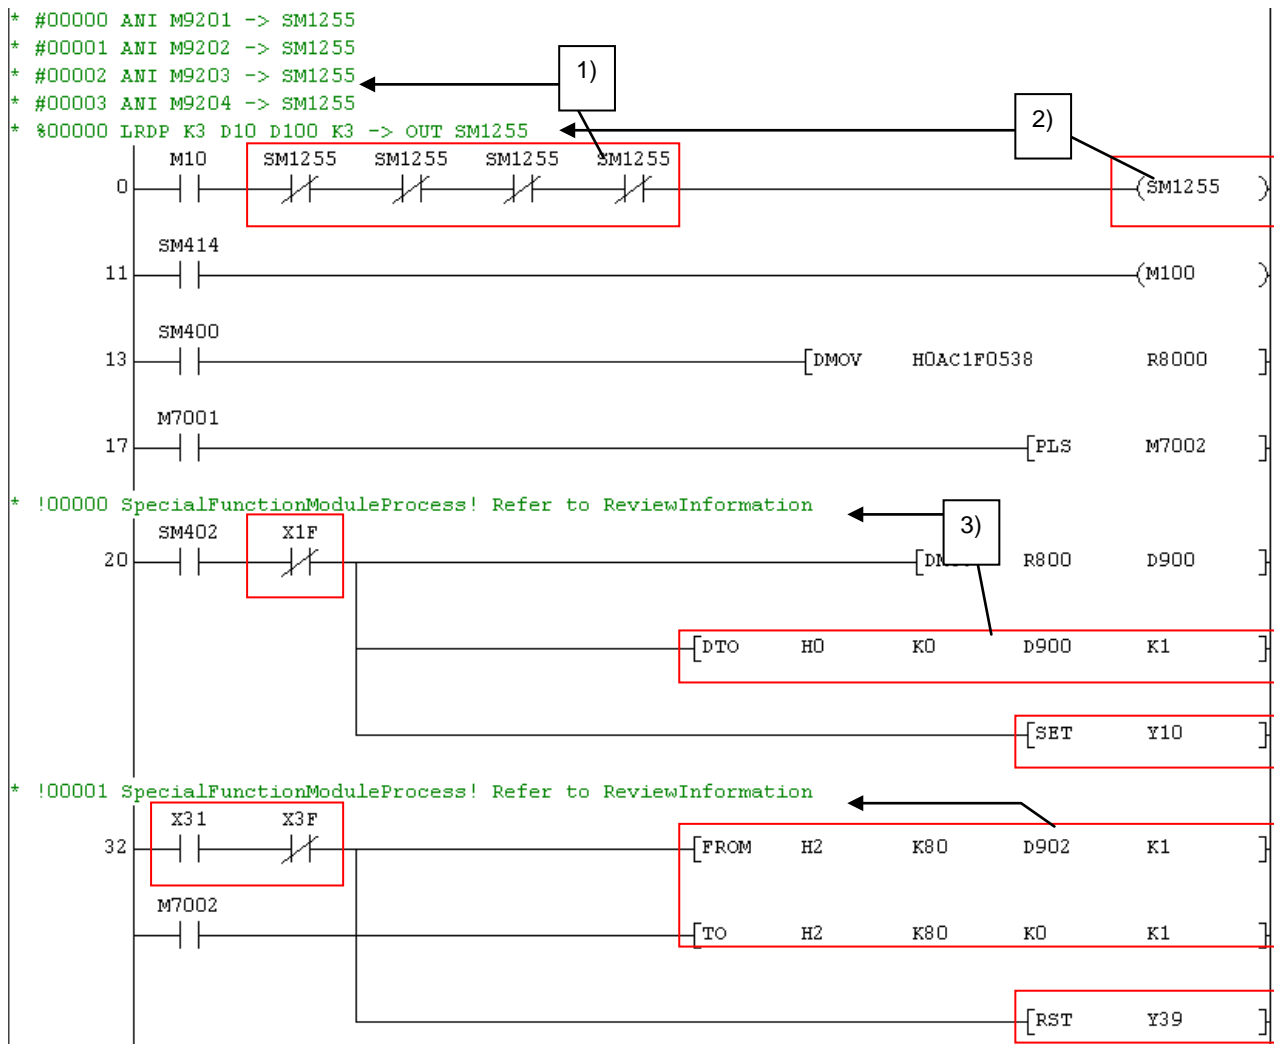 * #00000 ANI M9201 -> SM1255
* #00001 ANI M9202 -> SM1255
* #00002 ANI M9203 -> SM1255
* #00003 ANI M9204 -> SM1255
1)
* %00000 LRDP K3 D10 D100 K3 -> OUT SM1255
2)
M10 SM1255 SM1255 SM1255 SM1255
0 (SM1255 )
SM414
11 (M100 )
SM400
13 [DMOV H0AC1F0538 R8000 ]
M7001
17 [PLS M7002 ]
* !00000 SpecialFunctionModuleProcess! Refer to ReviewInformation
3)
SM402 X1F
20 R800 D900 ]
[DTO H0 K0 D900 K1 ]
[SET Y10 ]
* !00001 SpecialFunctionModuleProcess! Refer to ReviewInformation
X31 X3F
32 [FROM H2 K80 D902 K1 ]
M7002
[TO H2 K80 K0 K1 ]
[RST Y39 ]